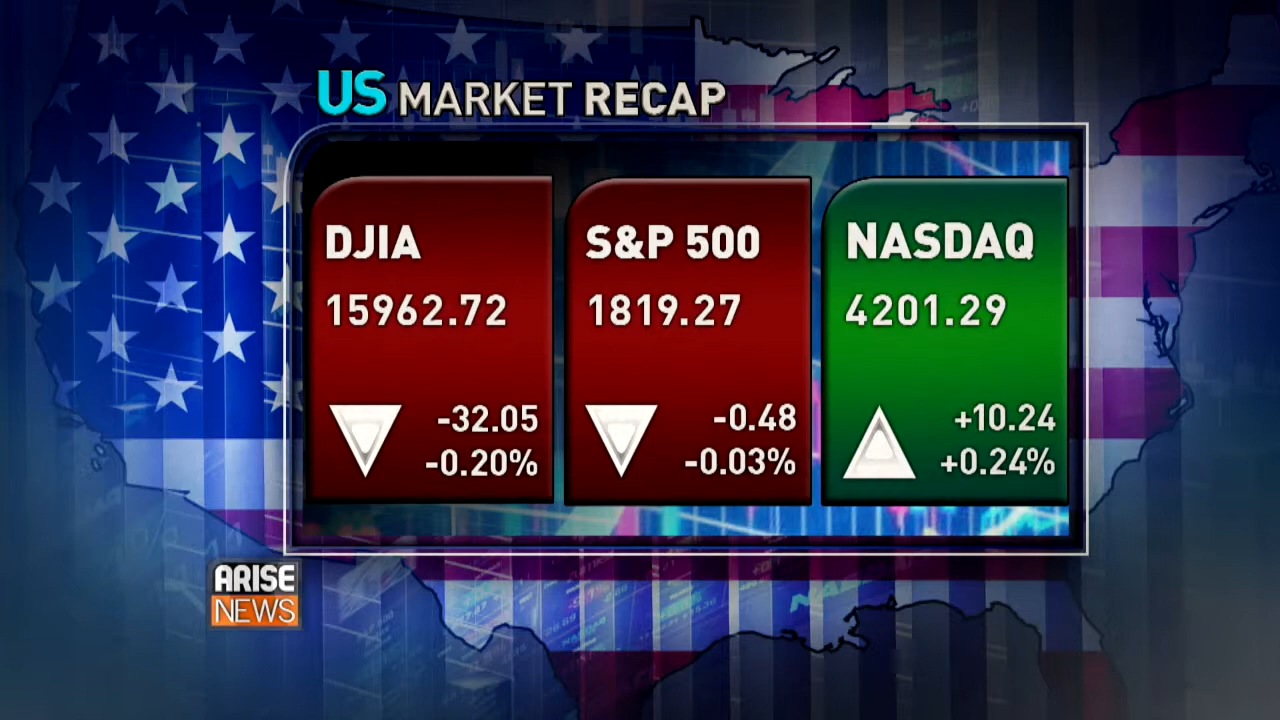 US MARKET RECAP
DJIA
15962.72
-32.05
-0.20%
S&P 500
1819.27
-0.48
-0.03%
NASDAQ
4201.29
+10.24
+0.24%
ARISE
NEWS